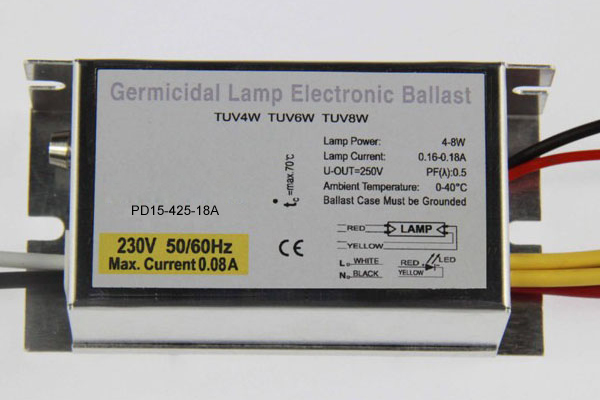 Germicidal Lamp Electronic Ballast
TUV4W TUV6W TUV8W
Lamp Power: 4-8W
Lamp Current: 0.16-0.18A
U-OUT=250V PF(λ):0.5
Ambient Temperature: 0-40°C
Ballast Case Must be Grounded
tc=max.70℃
PD15-425-18A
230V 50/60Hz
Max. Current 0.08A
CE
RED LAMP
YELLOW
L WHITE RED LED
N BLACK YELLOW